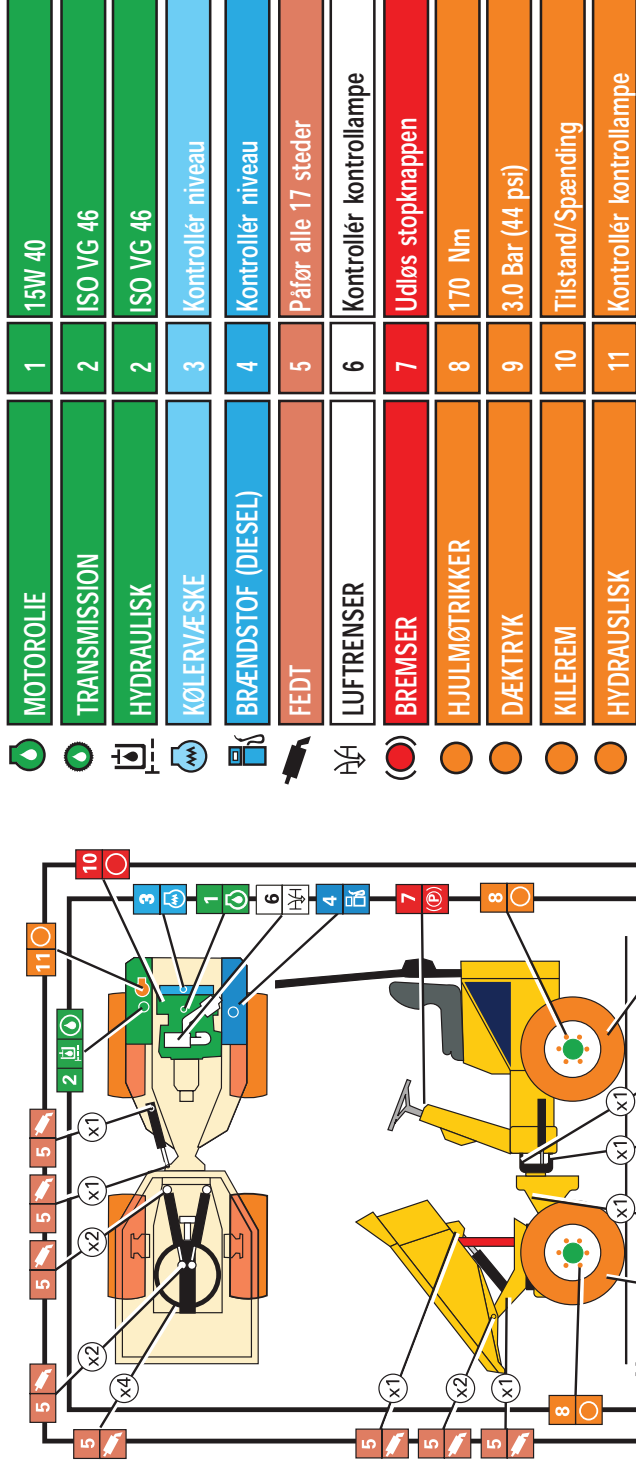 5
5
5
5
2
11
10
5
x4
x2
x2
x1
x1
3
1
6
4
5
x1
5
x2
5
x1
7
(P)
8
8
x1
x1
x1
MOTOROLIE 1 15W 40
TRANSMISSION 2 ISO VG 46
HYDRAULISK 2 ISO VG 46
KØLERVÆSKE 3 Kontrollér niveau
BRÆNDSTOF (DIESEL) 4 Kontrollér niveau
FEDT 5 Påfør alle 17 steder
LUFTRENSER 6 Kontrollér kontrollampe
BREMSER 7 Udløs stopknappen
HJULMØTRIKKER 8 170 Nm
DÆKTRYK 9 3.0 Bar (44 psi)
KILEREM 10 Tilstand/Spænding
HYDRAUSLISK 11 Kontrollér kontrollampe